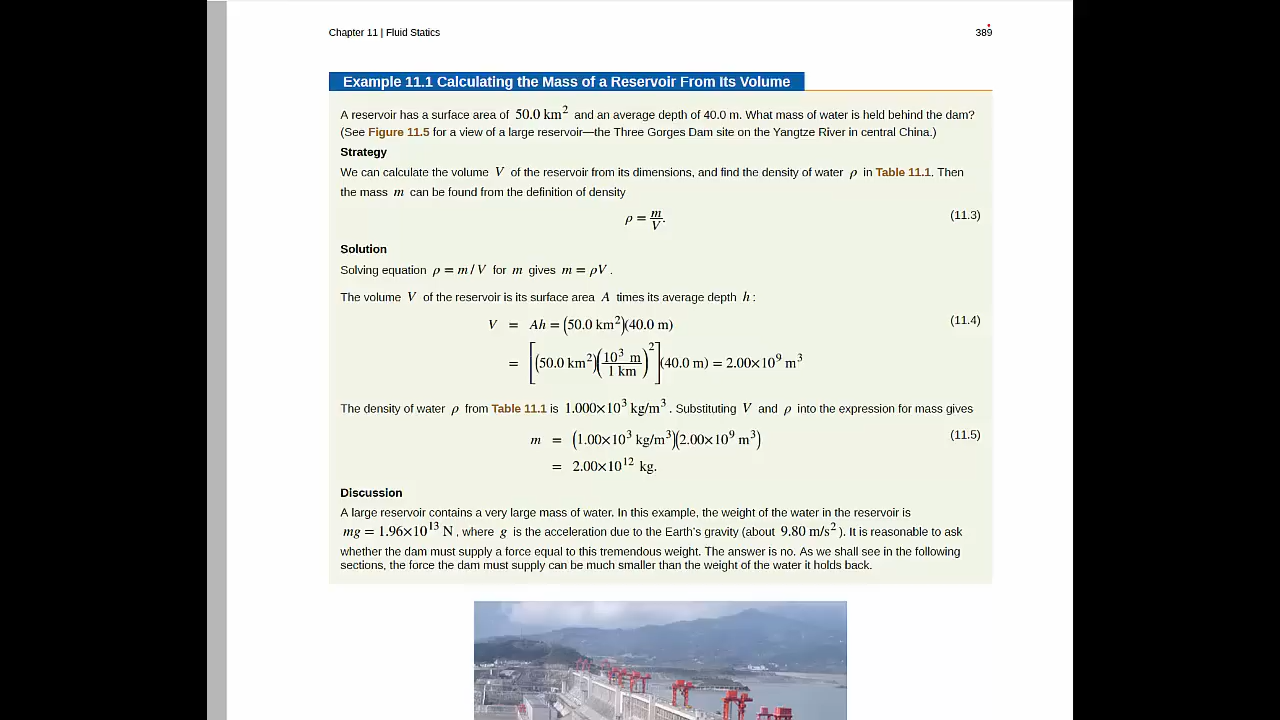 Chapter 11 | Fluid Statics 389
Example 11.1 Calculating the Mass of a Reservoir From Its Volume
A reservoir has a surface area of 50.0 km² and an average depth of 40.0 m. What mass of water is held behind the dam?
(See Figure 11.5 for a view of a large reservoir—the Three Gorges Dam site on the Yangtze River in central China.)
Strategy
We can calculate the volume V of the reservoir from its dimensions, and find the density of water ρ in Table 11.1. Then
the mass m can be found from the definition of density
ρ = m/V. (11.3)
Solution
Solving equation ρ = m / V for m gives m = ρV .
The volume V of the reservoir is its surface area A times its average depth h :
V = Ah = (50.0 km²)(40.0 m) (11.4)
= [(50.0 km²)(10³ m / 1 km)²](40.0 m) = 2.00×10⁹ m³
The density of water ρ from Table 11.1 is 1.000×10³ kg/m³ . Substituting V and ρ into the expression for mass gives
m = (1.00×10³ kg/m³)(2.00×10⁹ m³) (11.5)
= 2.00×10¹² kg.
Discussion
A large reservoir contains a very large mass of water. In this example, the weight of the water in the reservoir is
mg = 1.96×10¹³ N , where g is the acceleration due to the Earth's gravity (about 9.80 m/s² ). It is reasonable to ask
whether the dam must supply a force equal to this tremendous weight. The answer is no. As we shall see in the following
sections, the force the dam must supply can be much smaller than the weight of the water it holds back.